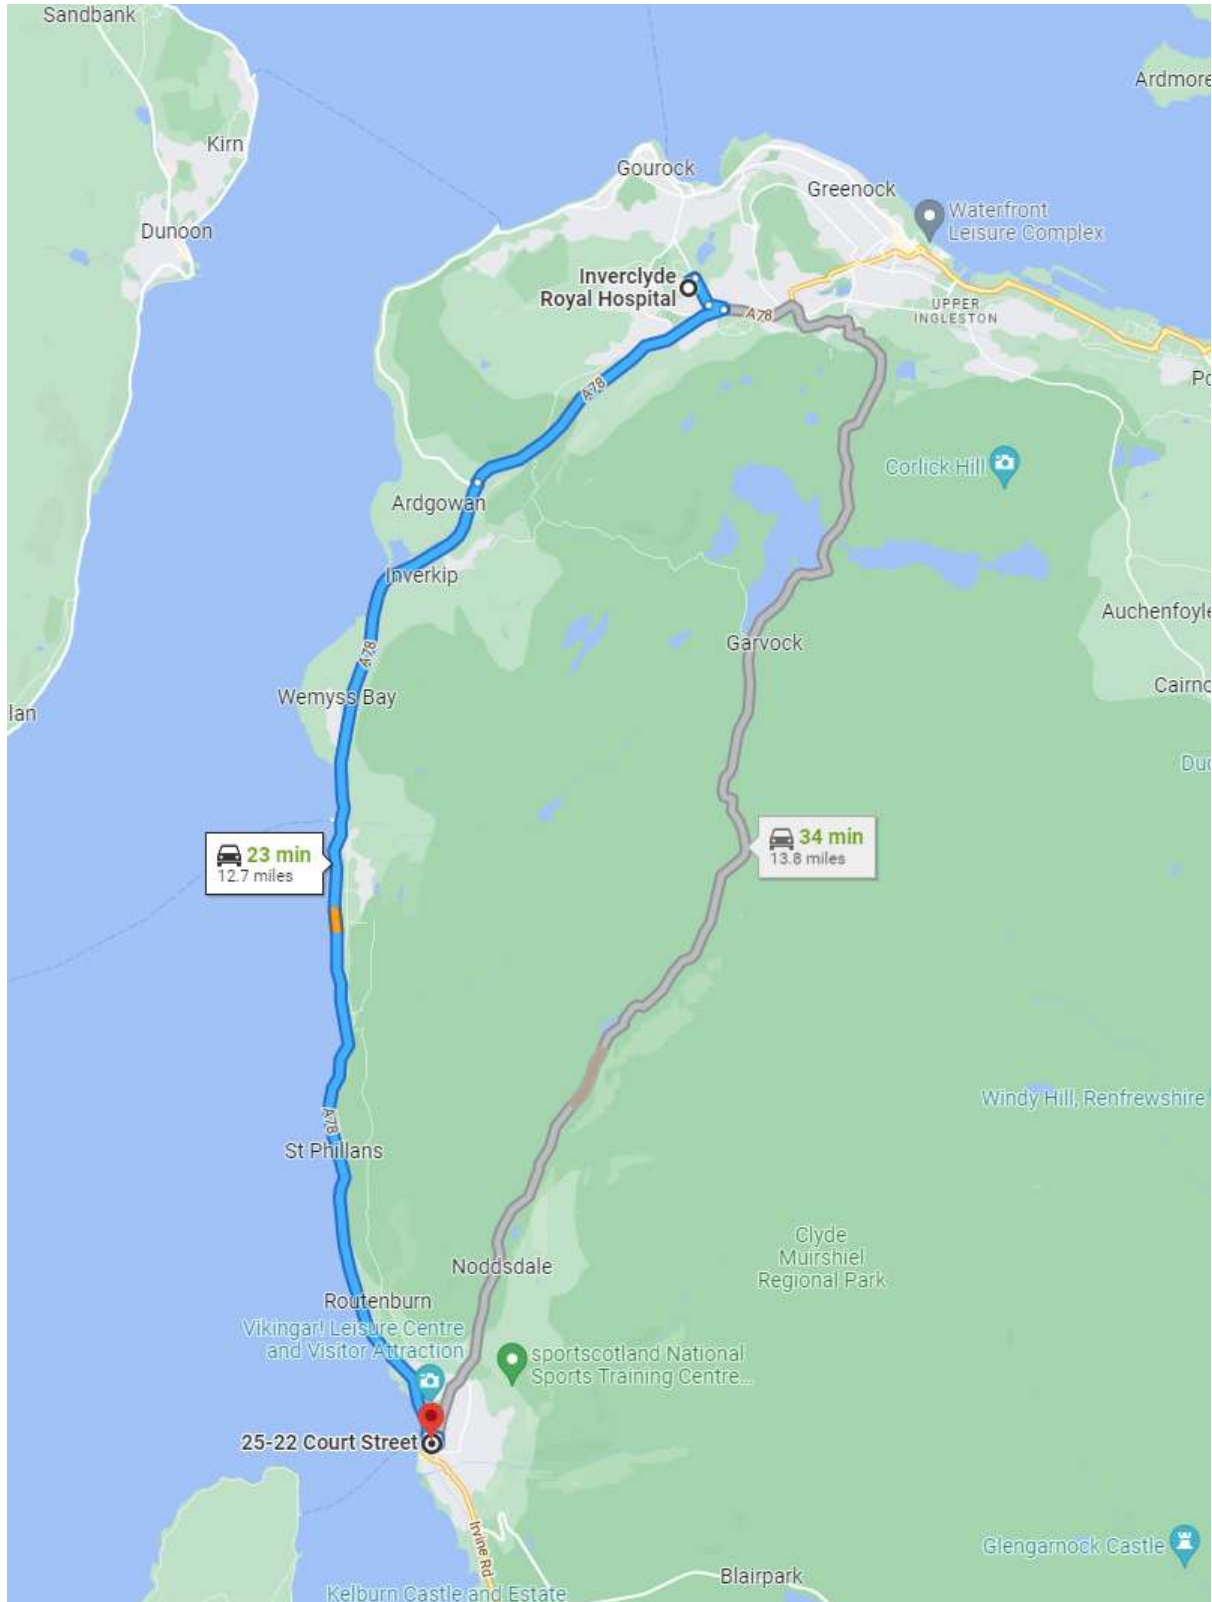 Sandbank
Ardmore
Kirn
Gourock
Greenock
Waterfront
Leisure Complex
Dunoon
Inverclyde
Royal Hospital
UPPER
INGLESTON
A78
Po
A78
Corlick Hill
Ardgowan
Inverkip
Auchenfoyle
Garvock
A78
Cairno
Wemyss Bay
lan
Duc
34 min
13.8 miles
23 min
12.7 miles
Windy Hill, Renfrewshire
A78
St Phillans
Clyde
Muirshiel
Regional Park
Noddsdale
Routenburn
Vikingar! Leisure Centre
and Visitor Attraction
sportscotland National
Sports Training Centre...
25-22 Court Street
Irvine Rd
Glengarnock Castle
Blairpark
Kelburn Castle and Estate